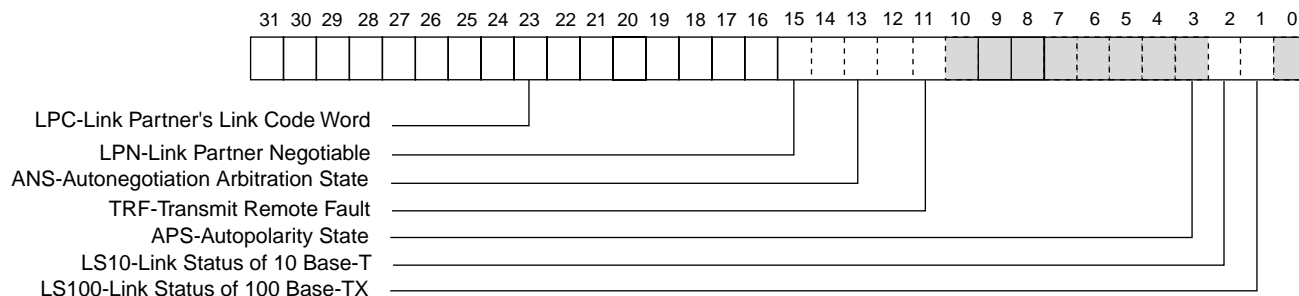 31 30 29 28 27 26 25 24 23 22 21 20 19 18 17 16 15 14 13 12 11 10 9 8 7 6 5 4 3 2 1 0
LPC-Link Partner's Link Code Word
LPN-Link Partner Negotiable
ANS-Autonegotiation Arbitration State
TRF-Transmit Remote Fault
APS-Autopolarity State
LS10-Link Status of 10 Base-T
LS100-Link Status of 100 Base-TX